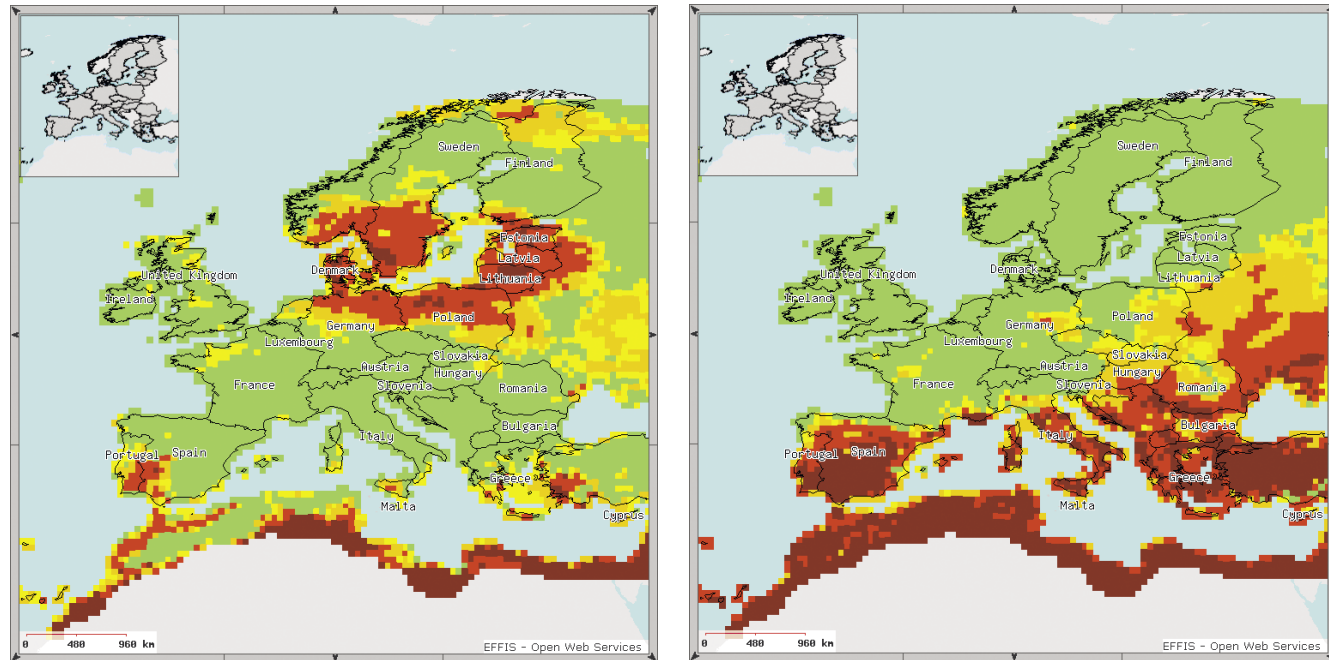 Sweden
Finland
Estonia
Latvia
Lithuania
Denmark
United Kingdom
Ireland
Poland
Germany
Luxembourg
Slovakia
Austria
Hungary
Slovenia
France
Romania
Bulgaria
Italy
Portugal
Spain
Greece
Malta
Cyprus
0 480 960 km
EFFIS - Open Web Services
Sweden
Finland
Estonia
Latvia
Lithuania
Denmark
United Kingdom
Ireland
Poland
Germany
Luxembourg
Slovakia
Austria
Hungary
Slovenia
France
Romania
Bulgaria
Italy
Portugal
Spain
Greece
Malta
Cyprus
0 480 960 km
EFFIS - Open Web Services